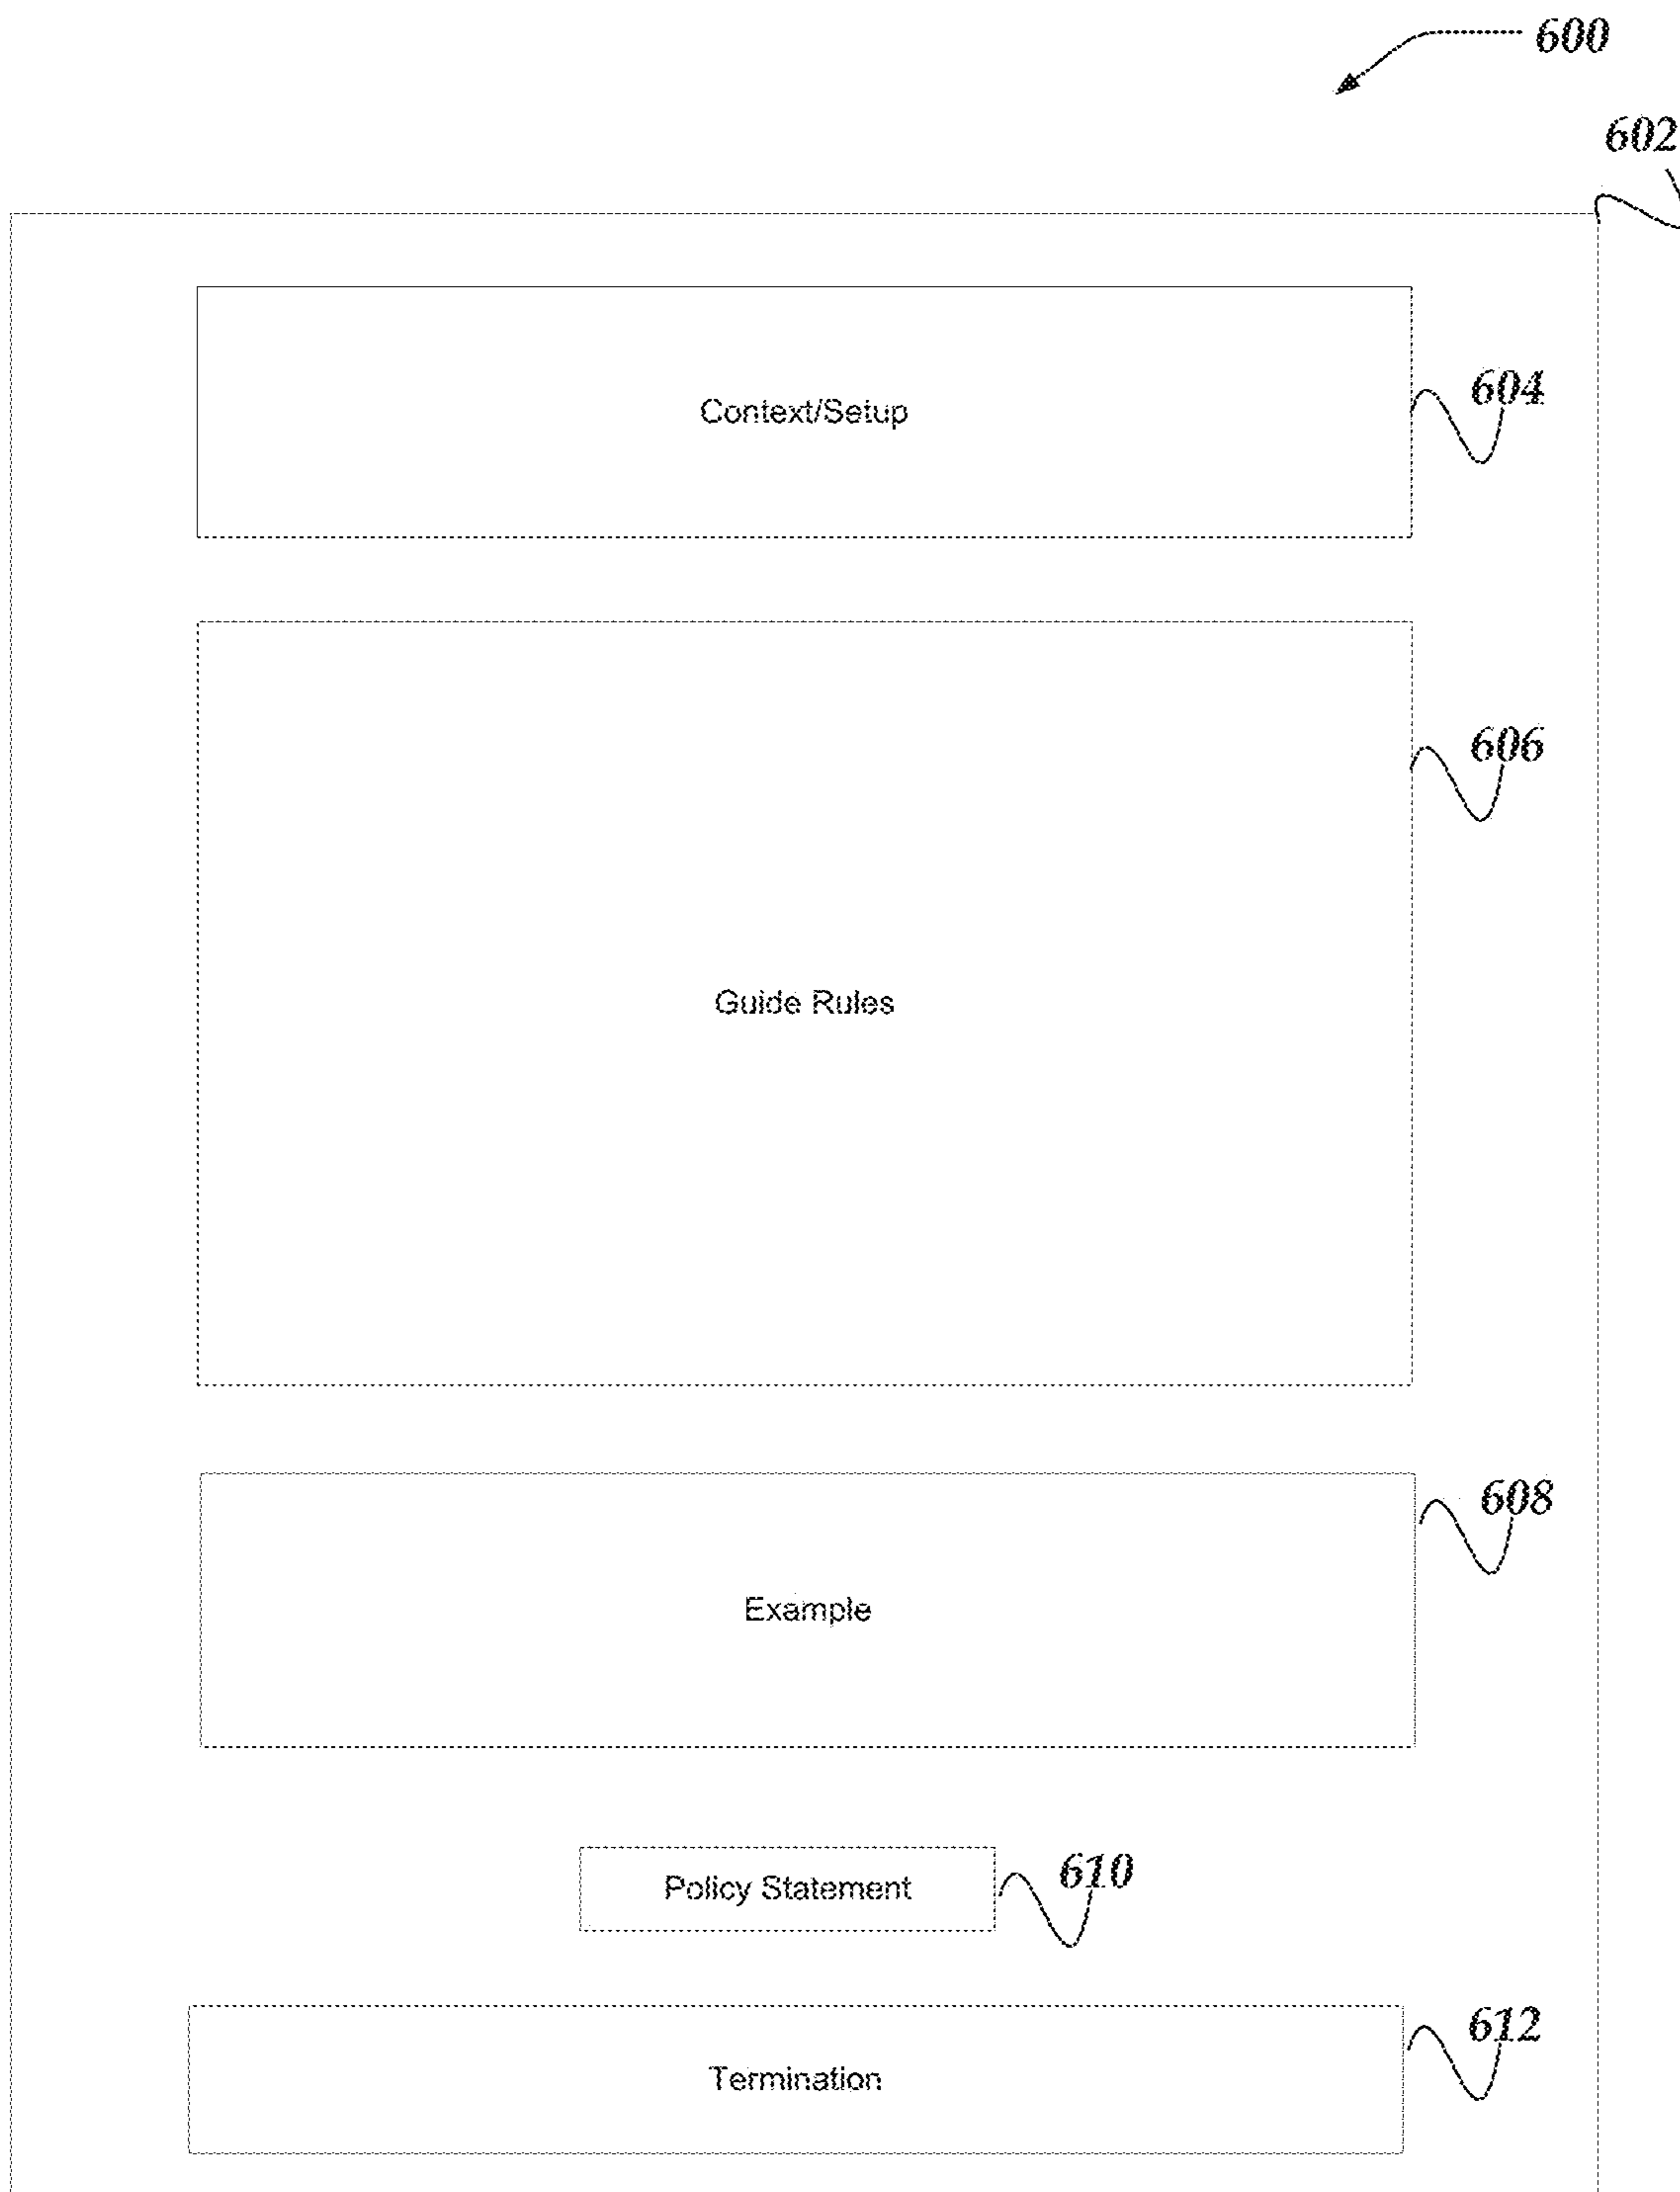 600
602
Context/Setup
604
606
Guide Rules
608
Example
Policy Statement
610
612
Termination